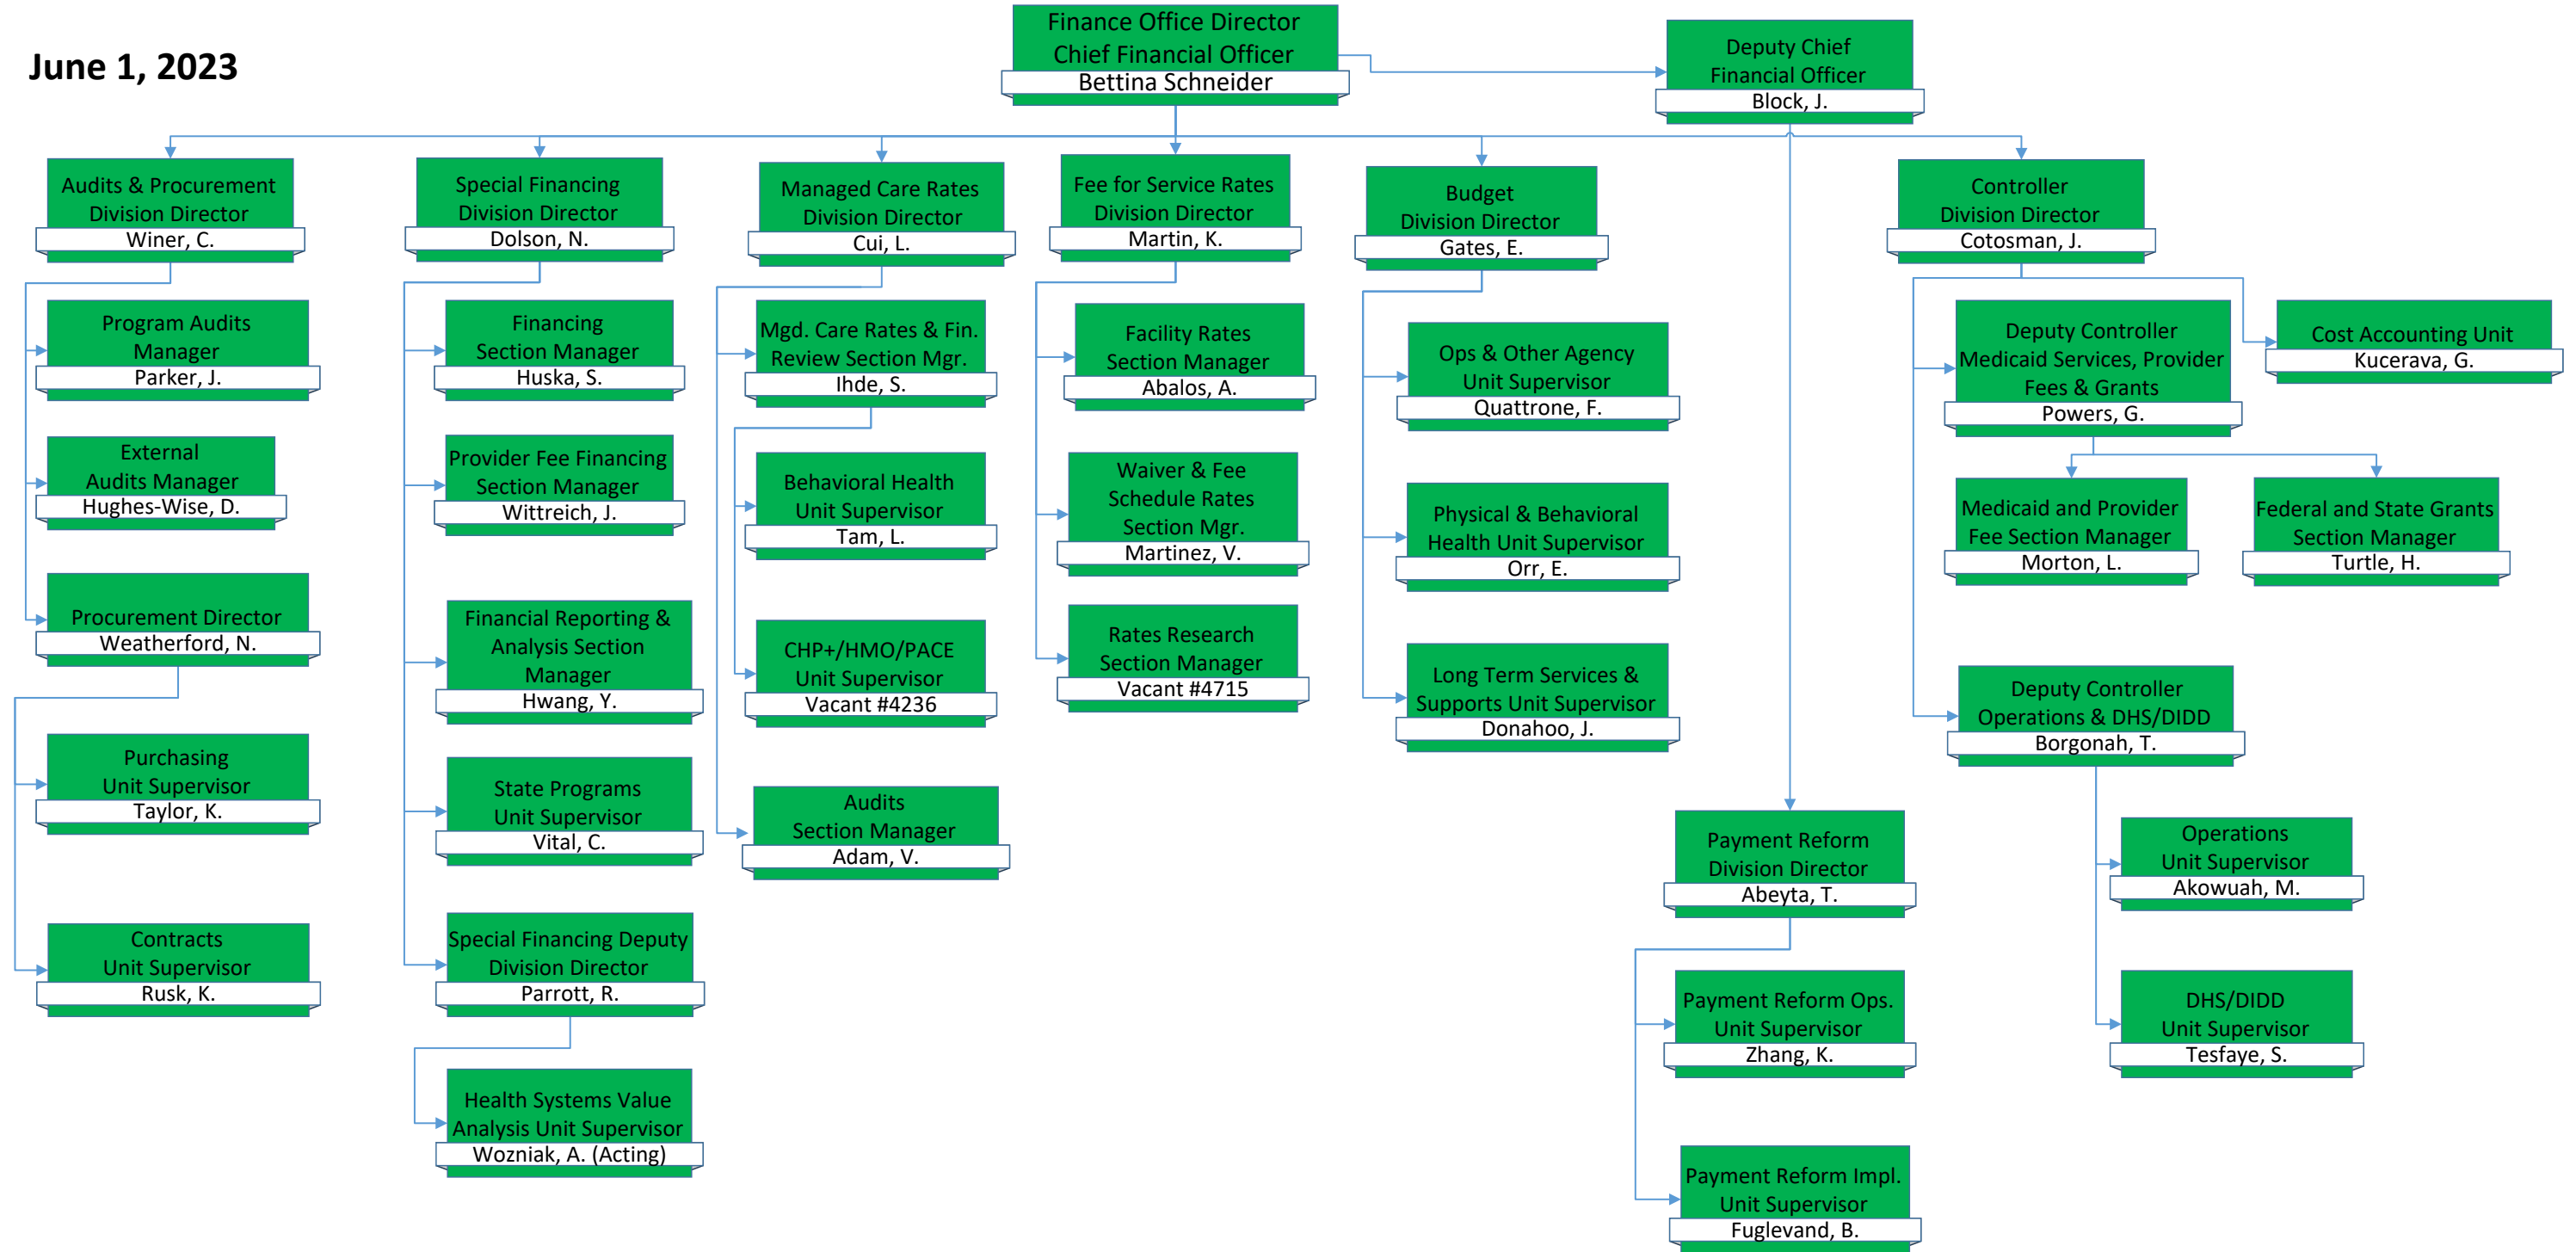 June 1, 2023
Finance Office Director
Chief Financial Officer
Bettina Schneider
Deputy Chief
Financial Officer
Block, J.
Audits & Procurement
Division Director
Winer, C.
Program Audits
Manager
Parker, J.
External
Audits Manager
Hughes-Wise, D.
Procurement Director
Weatherford, N.
Purchasing
Unit Supervisor
Taylor, K.
Contracts
Unit Supervisor
Rusk, K.
Special Financing
Division Director
Dolson, N.
Financing
Section Manager
Huska, S.
Provider Fee Financing
Section Manager
Wittreich, J.
Financial Reporting &
Analysis Section
Manager
Hwang, Y.
State Programs
Unit Supervisor
Vital, C.
Special Financing Deputy
Division Director
Parrott, R.
Health Systems Value
Analysis Unit Supervisor
Wozniak, A. (Acting)
Managed Care Rates
Division Director
Cui, L.
Mgd. Care Rates & Fin.
Review Section Mgr.
Ihde, S.
Behavioral Health
Unit Supervisor
Tam, L.
CHP+/HMO/PACE
Unit Supervisor
Vacant #4236
Audits
Section Manager
Adam, V.
Fee for Service Rates
Division Director
Martin, K.
Facility Rates
Section Manager
Abalos, A.
Waiver & Fee
Schedule Rates
Section Mgr.
Martinez, V.
Rates Research
Section Manager
Vacant #4715
Budget
Division Director
Gates, E.
Ops & Other Agency
Unit Supervisor
Quattrone, F.
Physical & Behavioral
Health Unit Supervisor
Orr, E.
Long Term Services &
Supports Unit Supervisor
Donahoo, J.
Payment Reform
Division Director
Abeyta, T.
Payment Reform Ops.
Unit Supervisor
Zhang, K.
Payment Reform Impl.
Unit Supervisor
Fuglevand, B.
Controller
Division Director
Cotosman, J.
Deputy Controller
Medicaid Services, Provider
Fees & Grants
Powers, G.
Cost Accounting Unit
Kucerava, G.
Medicaid and Provider
Fee Section Manager
Morton, L.
Federal and State Grants
Section Manager
Turtle, H.
Deputy Controller
Operations & DHS/DIDD
Borgonah, T.
Operations
Unit Supervisor
Akowuah, M.
DHS/DIDD
Unit Supervisor
Tesfaye, S.